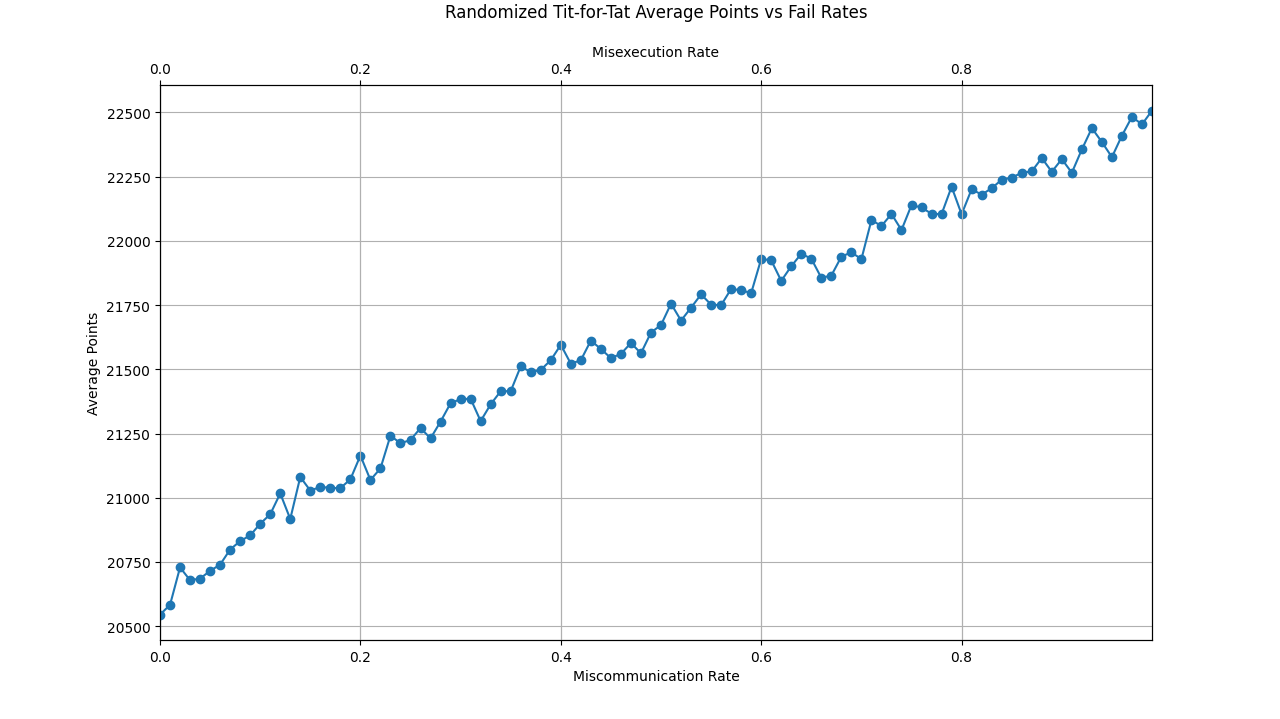 Randomized Tit-for-Tat Average Points vs Fail Rates
Misexecution Rate
0.0 0.2 0.4 0.6 0.8
22500
22250
22000
21750
21500
21250
21000
20750
20500
Average Points
0.0 0.2 0.4 0.6 0.8
Miscommunication Rate